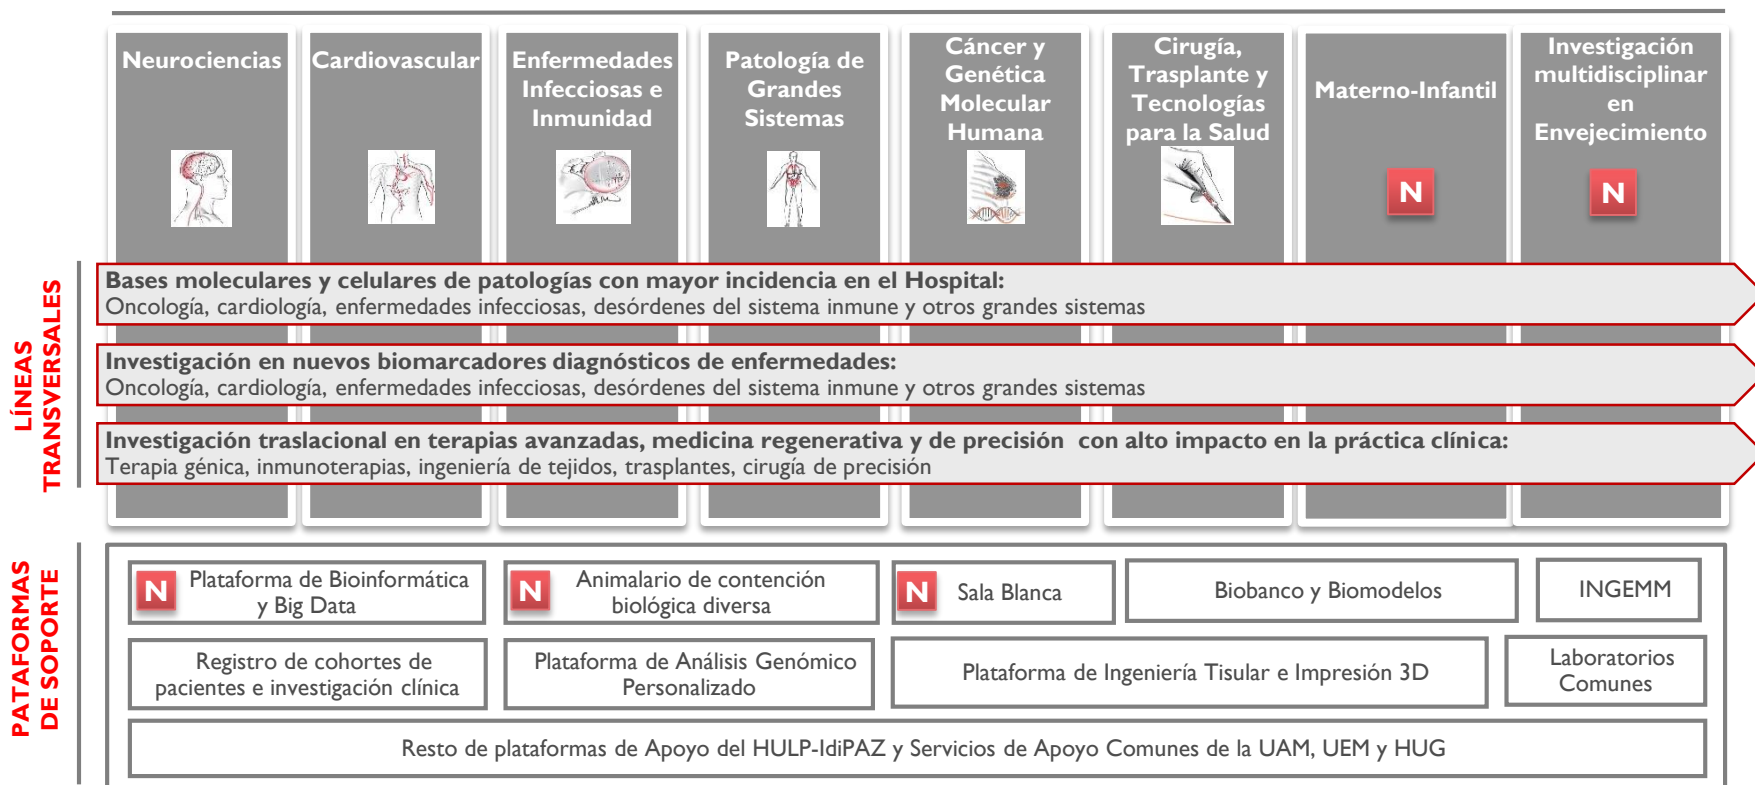 Neurociencias
Cardiovascular
Enfermedades
Infecciosas e
Inmunidad
Patología de
Grandes
Sistemas
Cáncer y
Genética
Molecular
Humana
Cirugía,
Trasplante y
Tecnologías
para la Salud
Materno-Infantil
N
Investigación
multidisciplinar
en
Envejecimiento
N
LÍNEAS
TRANSVERSALES
Bases moleculares y celulares de patologías con mayor incidencia en el Hospital:
Oncología, cardiología, enfermedades infecciosas, desórdenes del sistema inmune y otros grandes sistemas
Investigación en nuevos biomarcadores diagnósticos de enfermedades:
Oncología, cardiología, enfermedades infecciosas, desórdenes del sistema inmune y otros grandes sistemas
Investigación traslacional en terapias avanzadas, medicina regenerativa y de precisión con alto impacto en la práctica clínica:
Terapia génica, inmunoterapias, ingeniería de tejidos, trasplantes, cirugía de precisión
PLATAFORMAS
DE SOPORTE
N
Plataforma de Bioinformática
y Big Data
N
Animalario de contención
biológica diversa
N
Sala Blanca
Biobanco y Biomodelos
INGEMM
Registro de cohortes de
pacientes e investigación clínica
Plataforma de Análisis Genómico
Personalizado
Plataforma de Ingeniería Tisular e Impresión 3D
Laboratorios
Comunes
Resto de plataformas de Apoyo del HULP-IdiPAZ y Servicios de Apoyo Comunes de la UAM, UEM y HUG